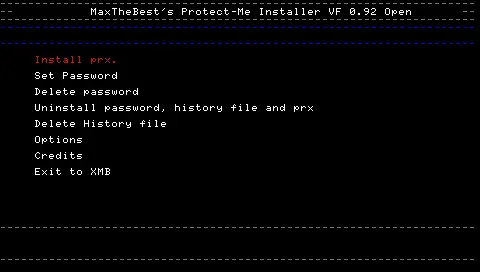 MaxTheBest´s Protect-Me Installer VF 0.92 Open
Install prx.
Set Password
Delete password
Uninstall password, history file and prx
Delete History file
Options
Credits
Exit to XMB